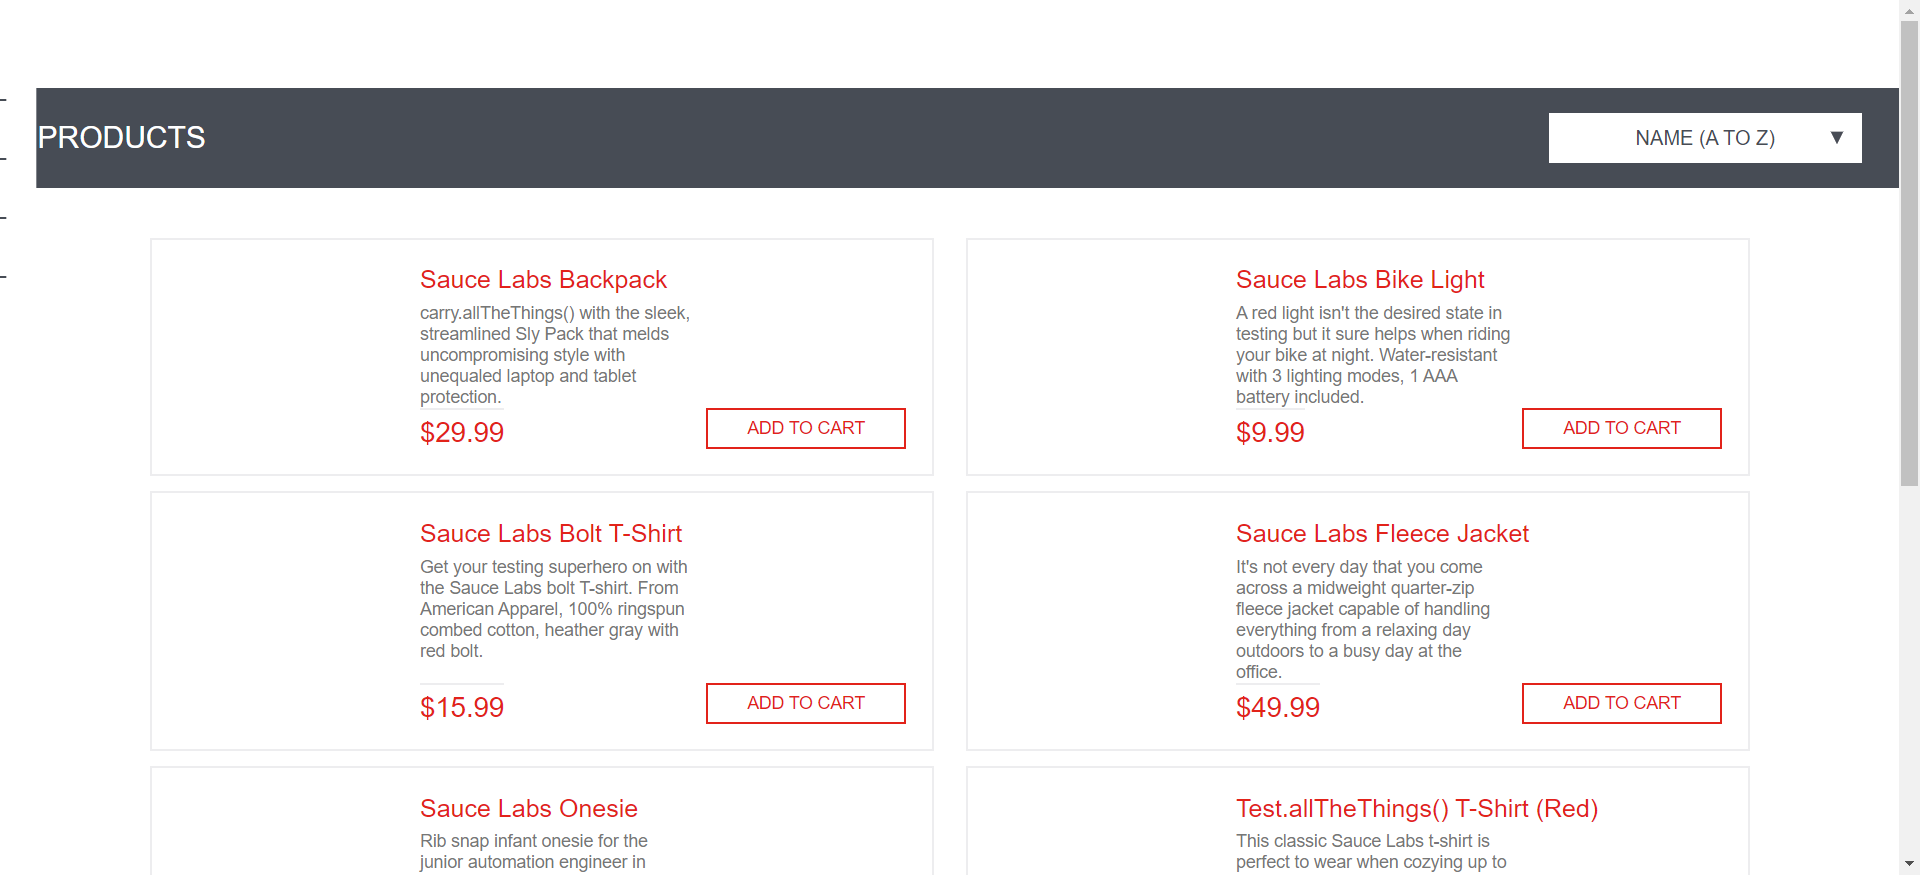 PRODUCTS
NAME (A TO Z)
Sauce Labs Backpack
carry.allTheThings() with the sleek,
streamlined Sly Pack that melds
uncompromising style with
unequaled laptop and tablet
protection.
$29.99
ADD TO CART
Sauce Labs Bike Light
A red light isn't the desired state in
testing but it sure helps when riding
your bike at night. Water-resistant
with 3 lighting modes, 1 AAA
battery included.
$9.99
ADD TO CART
Sauce Labs Bolt T-Shirt
Get your testing superhero on with
the Sauce Labs bolt T-shirt. From
American Apparel, 100% ringspun
combed cotton, heather gray with
red bolt.
$15.99
ADD TO CART
Sauce Labs Fleece Jacket
It's not every day that you come
across a midweight quarter-zip
fleece jacket capable of handling
everything from a relaxing day
outdoors to a busy day at the
office.
$49.99
ADD TO CART
Sauce Labs Onesie
Rib snap infant onesie for the
junior automation engineer in
Test.allTheThings() T-Shirt (Red)
This classic Sauce Labs t-shirt is
perfect to wear when cozying up to